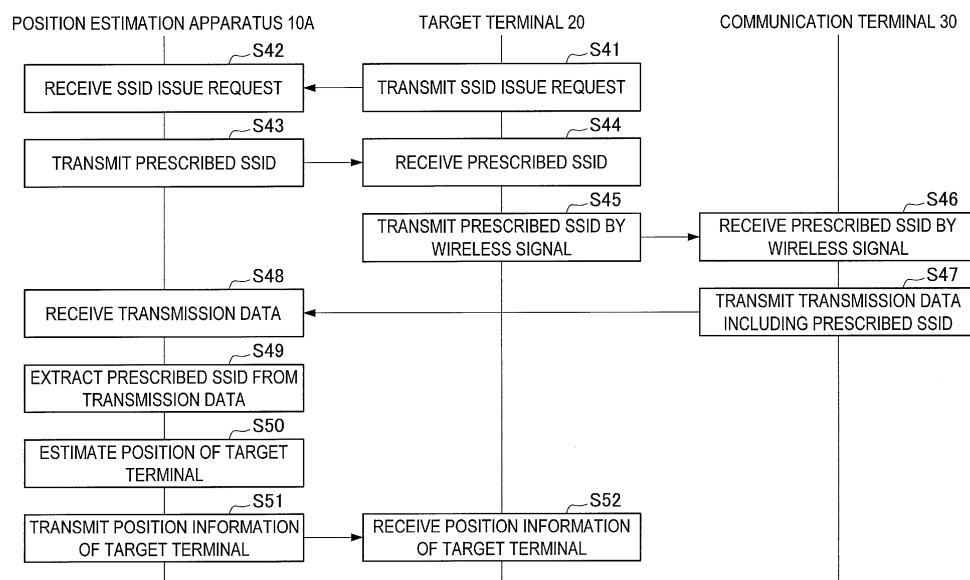 POSITION ESTIMATION APPARATUS 10A
TARGET TERMINAL 20
COMMUNICATION TERMINAL 30
S42
RECEIVE SSID ISSUE REQUEST
S41
TRANSMIT SSID ISSUE REQUEST
S43
TRANSMIT PRESCRIBED SSID
S44
RECEIVE PRESCRIBED SSID
S45
TRANSMIT PRESCRIBED SSID BY
WIRELESS SIGNAL
S46
RECEIVE PRESCRIBED SSID BY
WIRELESS SIGNAL
S47
TRANSMIT TRANSMISSION DATA
INCLUDING PRESCRIBED SSID
S48
RECEIVE TRANSMISSION DATA
S49
EXTRACT PRESCRIBED SSID FROM
TRANSMISSION DATA
S50
ESTIMATE POSITION OF TARGET
TERMINAL
S51
TRANSMIT POSITION INFORMATION
OF TARGET TERMINAL
S52
RECEIVE POSITION INFORMATION
OF TARGET TERMINAL